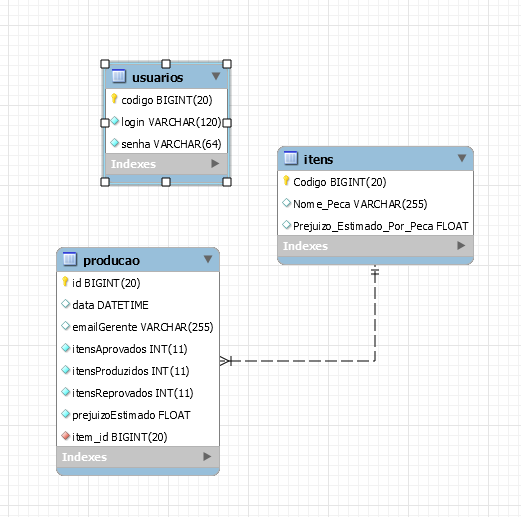 usuarios
codigo BIGINT(20)
login VARCHAR(120)
senha VARCHAR(64)
Indexes
itens
Codigo BIGINT(20)
Nome_Peca VARCHAR(255)
Prejuizo_Estimado_Por_Peca FLOAT
Indexes
producao
id BIGINT(20)
data DATETIME
emailGerente VARCHAR(255)
itensAprovados INT(11)
itensProduzidos INT(11)
itensReprovados INT(11)
prejuizoEstimado FLOAT
item_id BIGINT(20)
Indexes